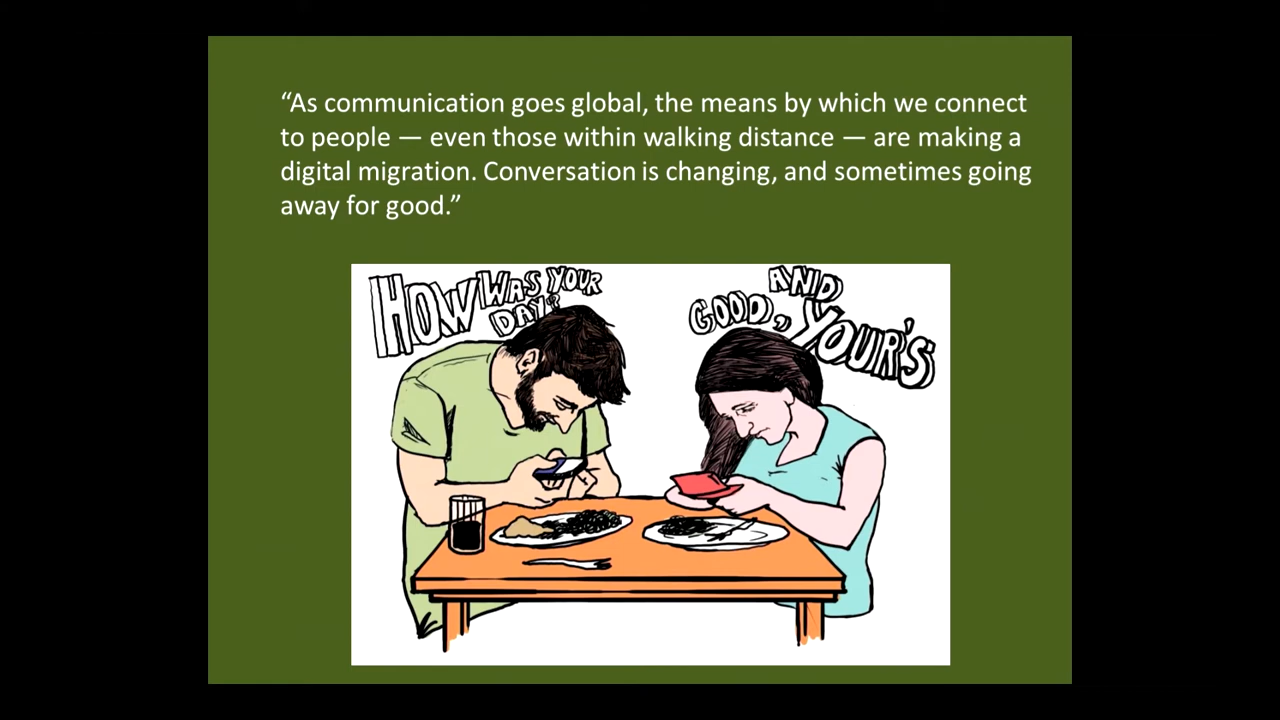 “As communication goes global, the means by which we connect
to people — even those within walking distance — are making a
digital migration. Conversation is changing, and sometimes going
away for good.”
HOW WAS YOUR
DAY?
GOOD, AND
YOUR'S?